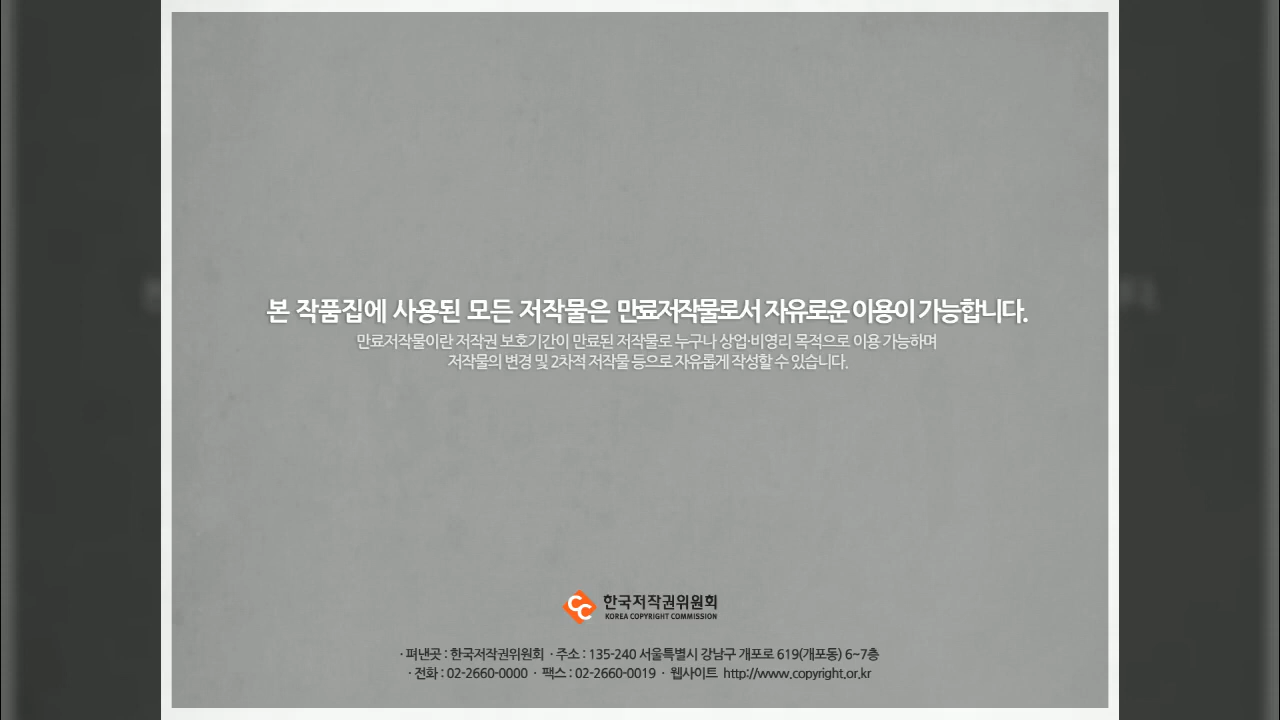 본 작품집에 사용된 모든 저작물은 만료저작물로서 자유로운 이용이 가능합니다.
만료저작물이란 저작권 보호기간이 만료된 저작물로 누구나 상업·비영리 목적으로 이용 가능하며
저작물의 변경 및 2차적 저작물 등으로 자유롭게 작성할 수 있습니다.
CC 한국저작권위원회
KOREA COPYRIGHT COMMISSION
· 펴낸곳 : 한국저작권위원회 · 주소 : 135-240 서울특별시 강남구 개포로 619(개포동) 6~7층
· 전화 : 02-2660-0000 · 팩스 : 02-2660-0019 · 웹사이트 http://www.copyright.or.kr